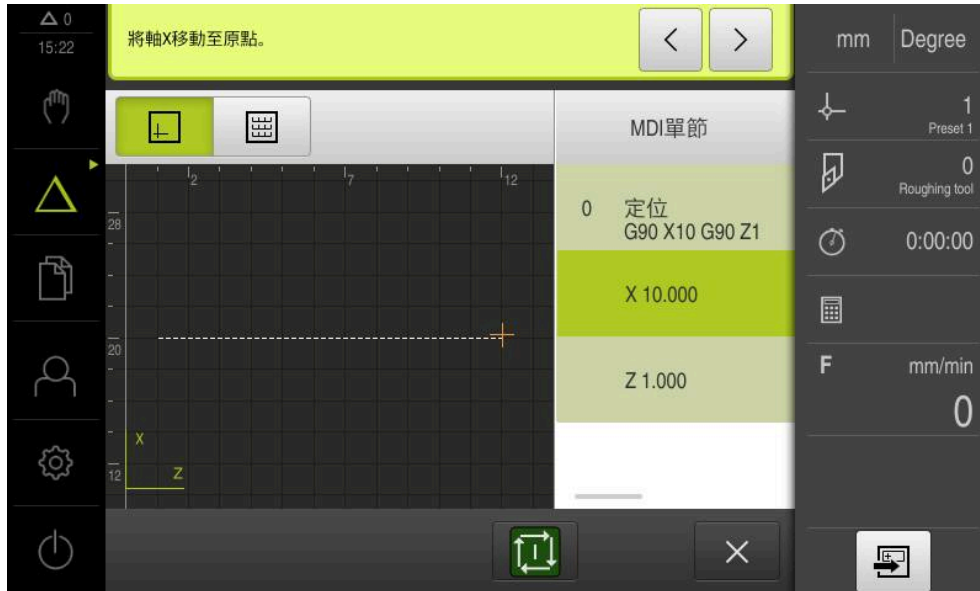 0
15:22
將軸X移動至原點。
mm Degree
1
Preset 1
0
Roughing tool
0:00:00
F mm/min
0
MDI單節
0 定位
G90 X10 G90 Z1
X 10.000
Z 1.000
2 7 12
28
20
12
X
Z